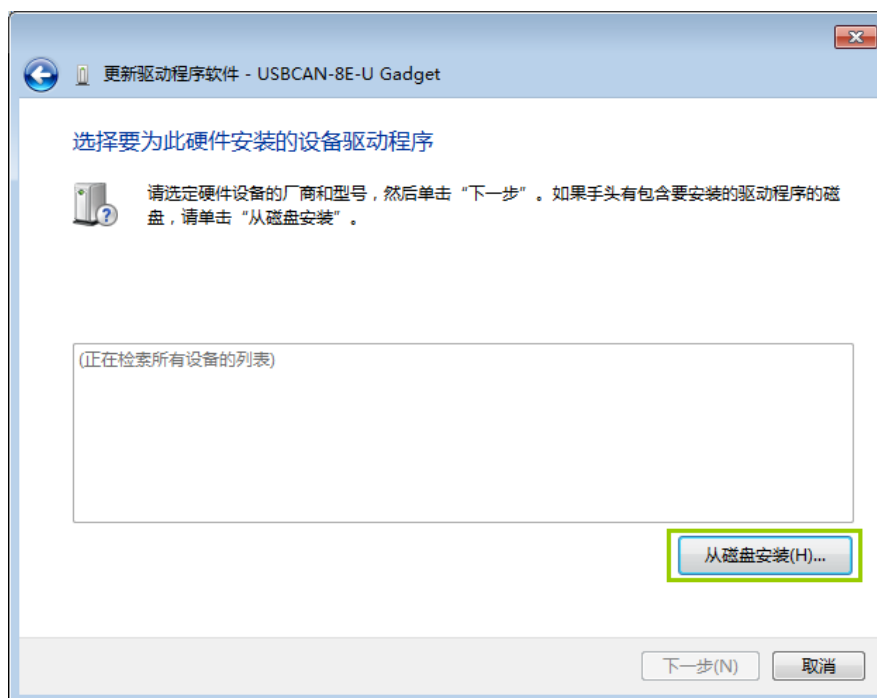 更新驱动程序软件 - USBCAN-8E-U Gadget
选择要为此硬件安装的设备驱动程序
请选定硬件设备的厂商和型号，然后单击“下一步”。如果手头有包含要安装的驱动程序的磁
盘，请单击“从磁盘安装”。
(正在检索所有设备的列表)
从磁盘安装(H)...
下一步(N)
取消